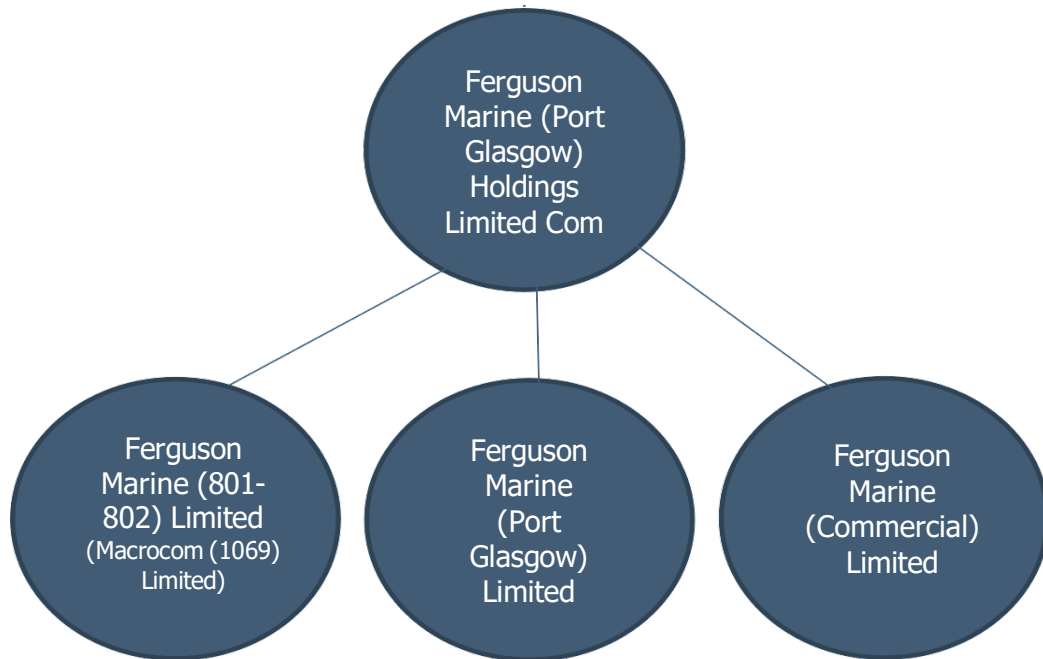 Ferguson
Marine (Port
Glasgow)
Holdings
Limited Com
Ferguson
Marine (801-
802) Limited
(Macrocom (1069)
Limited)
Ferguson
Marine
(Port
Glasgow)
Limited
Ferguson
Marine
(Commercial)
Limited